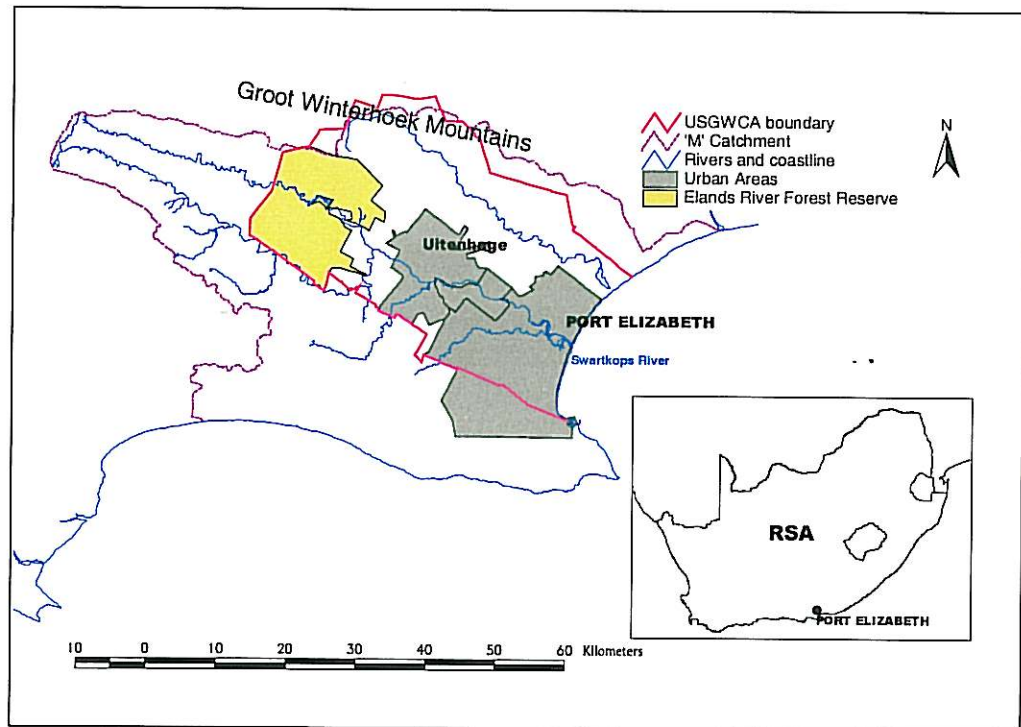 Groot Winterhoek Mountains
USGWCA boundary
'M' Catchment
Rivers and coastline
Urban Areas
Elands River Forest Reserve
N
Uitenhage
PORT ELIZABETH
Swartkops River
RSA
PORT ELIZABETH
10 0 10 20 30 40 50 60 Kilometers